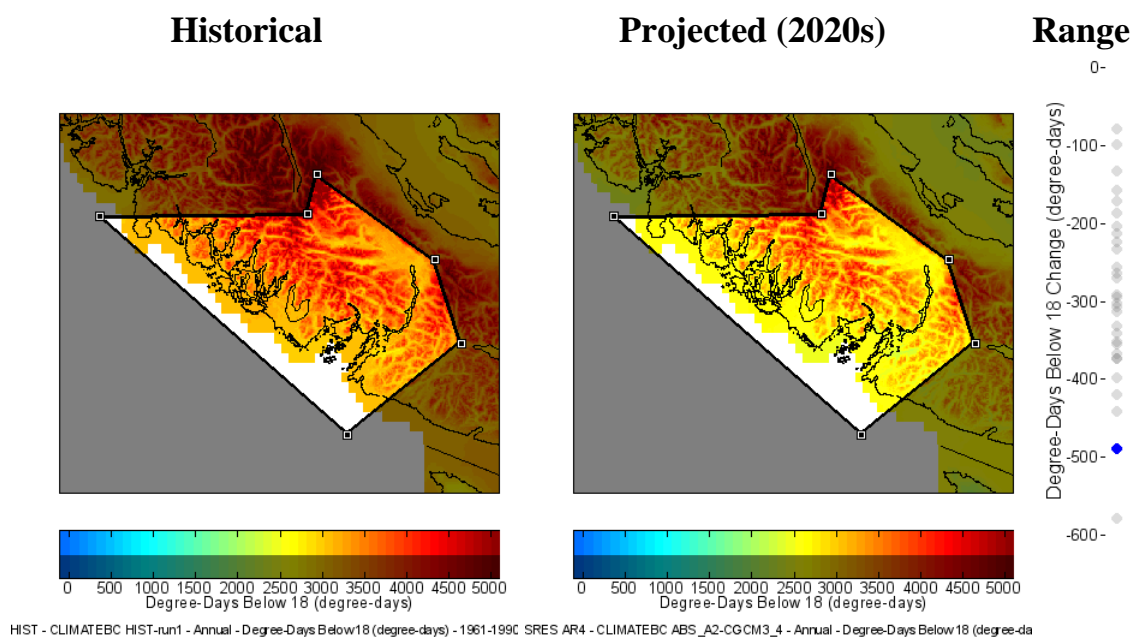 Historical Projected (2020s) Range
0-
-100-
-200-
-300-
-400-
-500-
-600-
Degree-Days Below 18 Change (degree-days)
0 500 1000 1500 2000 2500 3000 3500 4000 4500 5000
Degree-Days Below 18 (degree-days)
0 500 1000 1500 2000 2500 3000 3500 4000 4500 5000
Degree-Days Below 18 (degree-days)
HIST - CLIMATEBC HIST-run1 - Annual - Degree-Days Below18 (degree-days) - 1961-1990 SRES AR4 - CLIMATEBC ABS_A2-CGCM3_4 - Annual - Degree-Days Below 18 (degree-da